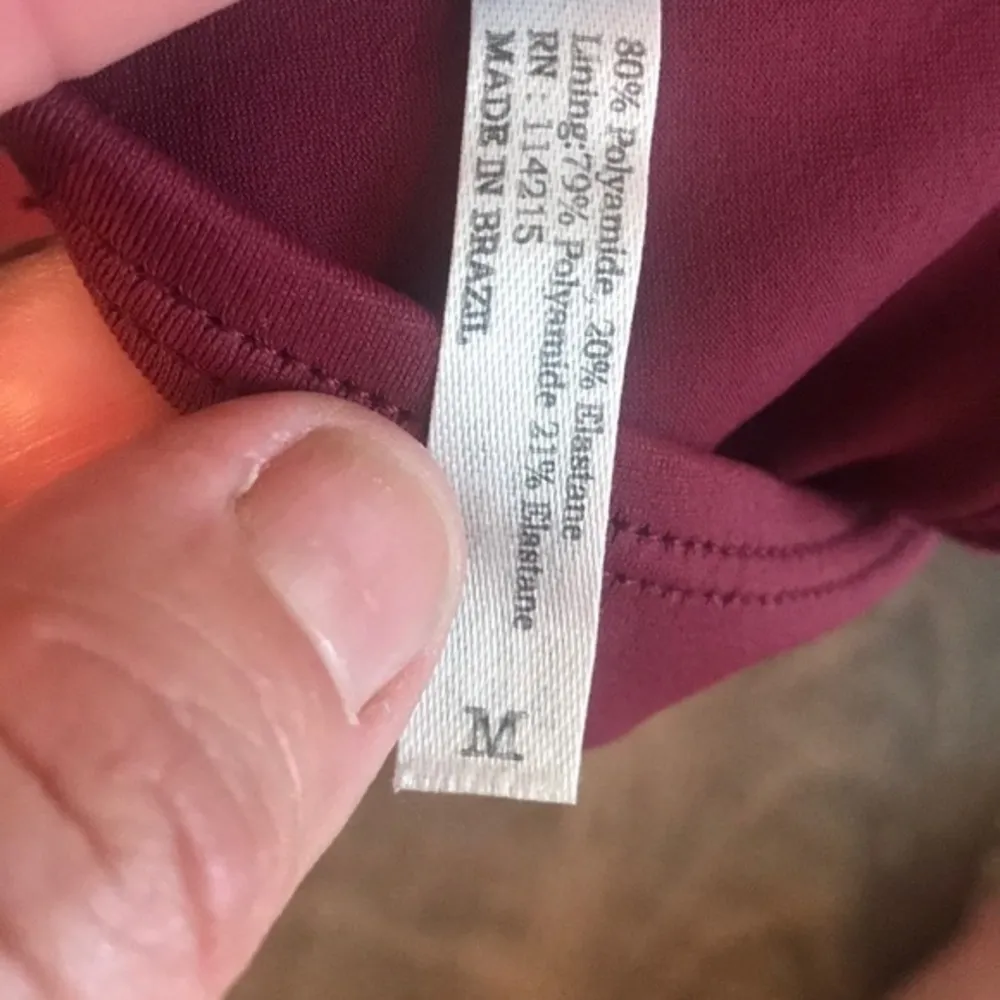 80% Polyamide, 20% Elastane
Lining:79% Polyamide 21% Elastane
RN : 114215
MADE IN BRAZIL
M